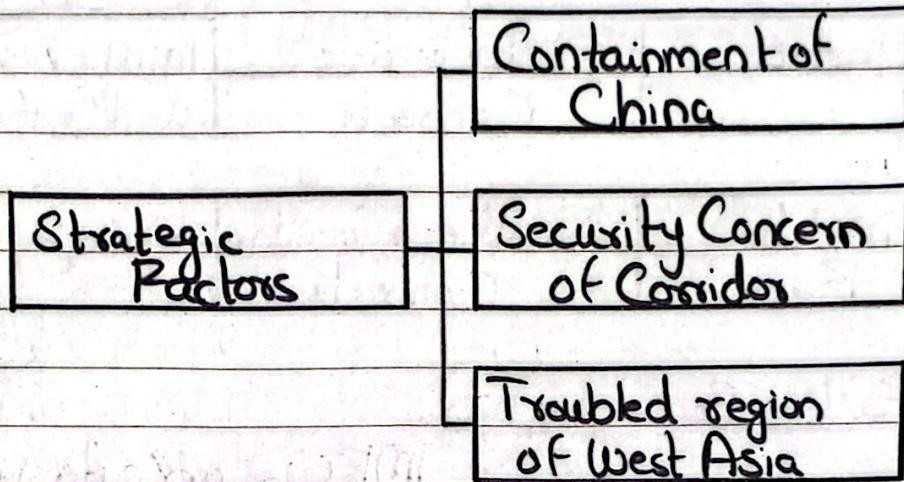 Containment of
China
Strategic
Factors
Security Concern
of Corridor
Troubled region
of West Asia